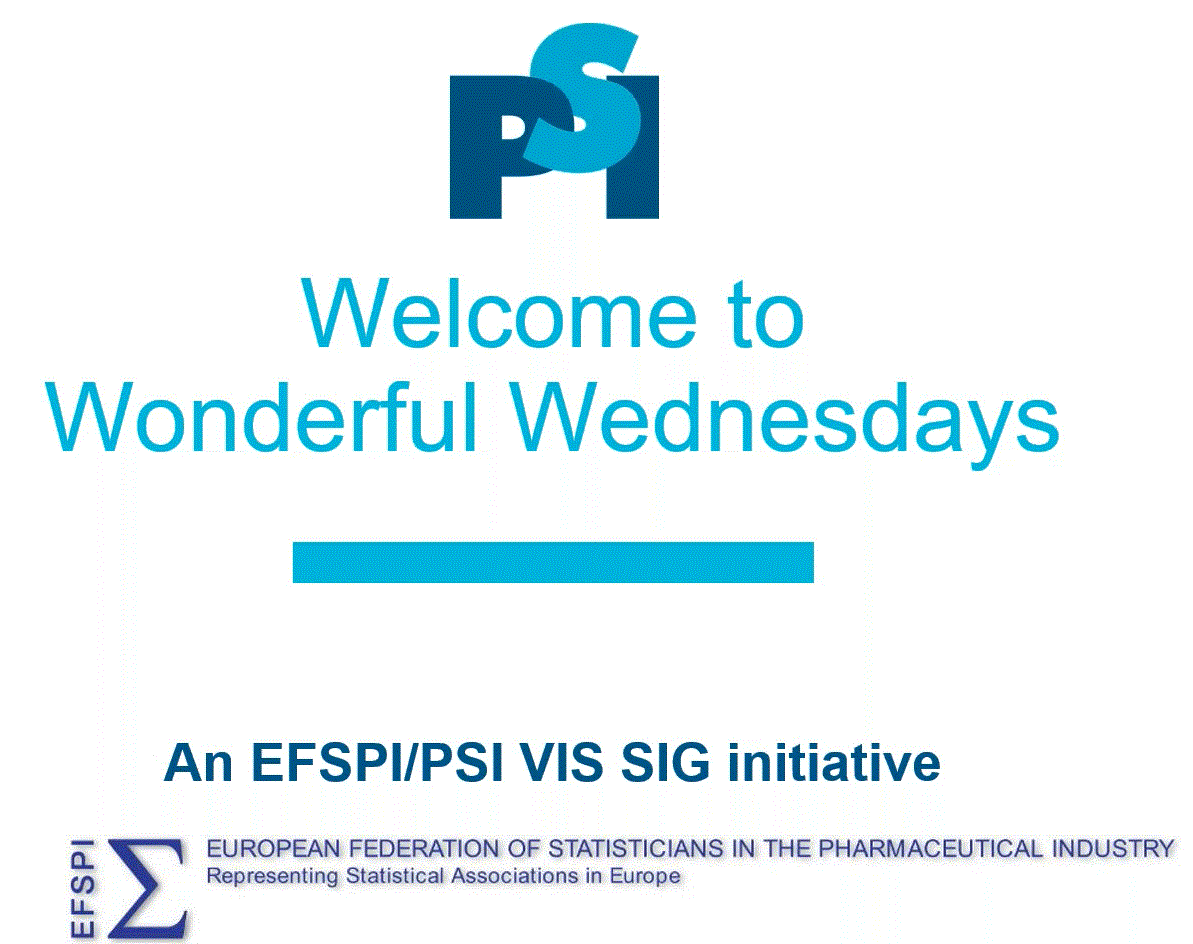 PSI
Welcome to
Wonderful Wednesdays
An EFSPI/PSI VIS SIG initiative
EFSPI
Σ
EUROPEAN FEDERATION OF STATISTICIANS IN THE PHARMACEUTICAL INDUSTRY
Representing Statistical Associations in Europe